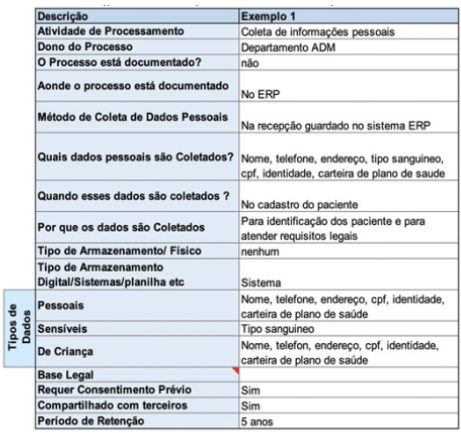 Descrição Exemplo 1
Atividade de Processamento Coleta de informações pessoais
Dono do Processo Departamento ADM
O Processo está documentado? não
Aonde o processo está documentado No ERP
Método de Coleta de Dados Pessoais Na recepção guardado no sistema ERP
Quais dados pessoais são Coletados? Nome, telefone, endereço, tipo sanguineo,
cpf, identidade, carteira de plano de saude
Quando esses dados são coletados ? No cadastro do paciente
Por que os dados são Coletados Para identificação dos paciente e para
atender requisitos legais
Tipo de Armazenamento/ Físico nenhum
Tipo de Armazenamento
Digital/Sistemas/planilha etc Sistema
Tipos de
Dados
Pessoais Nome, telefone, endereço, cpf, identidade,
carteira de plano de saúde
Sensíveis Tipo sanguineo
De Criança Nome, telefon, endereço, cpf, identidade,
carteira de plano de saúde
Base Legal
Requer Consentimento Prévio Sim
Compartilhado com terceiros Sim
Período de Retenção 5 anos